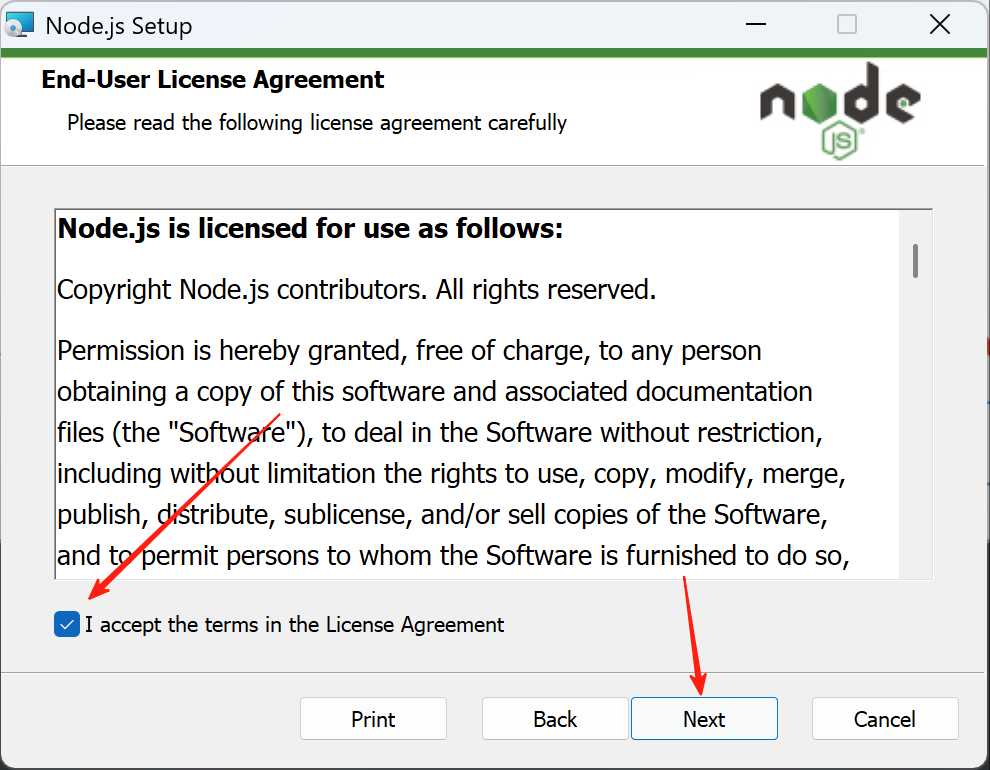 Node.js Setup
End-User License Agreement
Please read the following license agreement carefully
node
JS
Node.js is licensed for use as follows:
Copyright Node.js contributors. All rights reserved.
Permission is hereby granted, free of charge, to any person
obtaining a copy of this software and associated documentation
files (the "Software"), to deal in the Software without restriction,
including without limitation the rights to use, copy, modify, merge,
publish, distribute, sublicense, and/or sell copies of the Software,
and to permit persons to whom the Software is furnished to do so,
I accept the terms in the License Agreement
Print Back Next Cancel